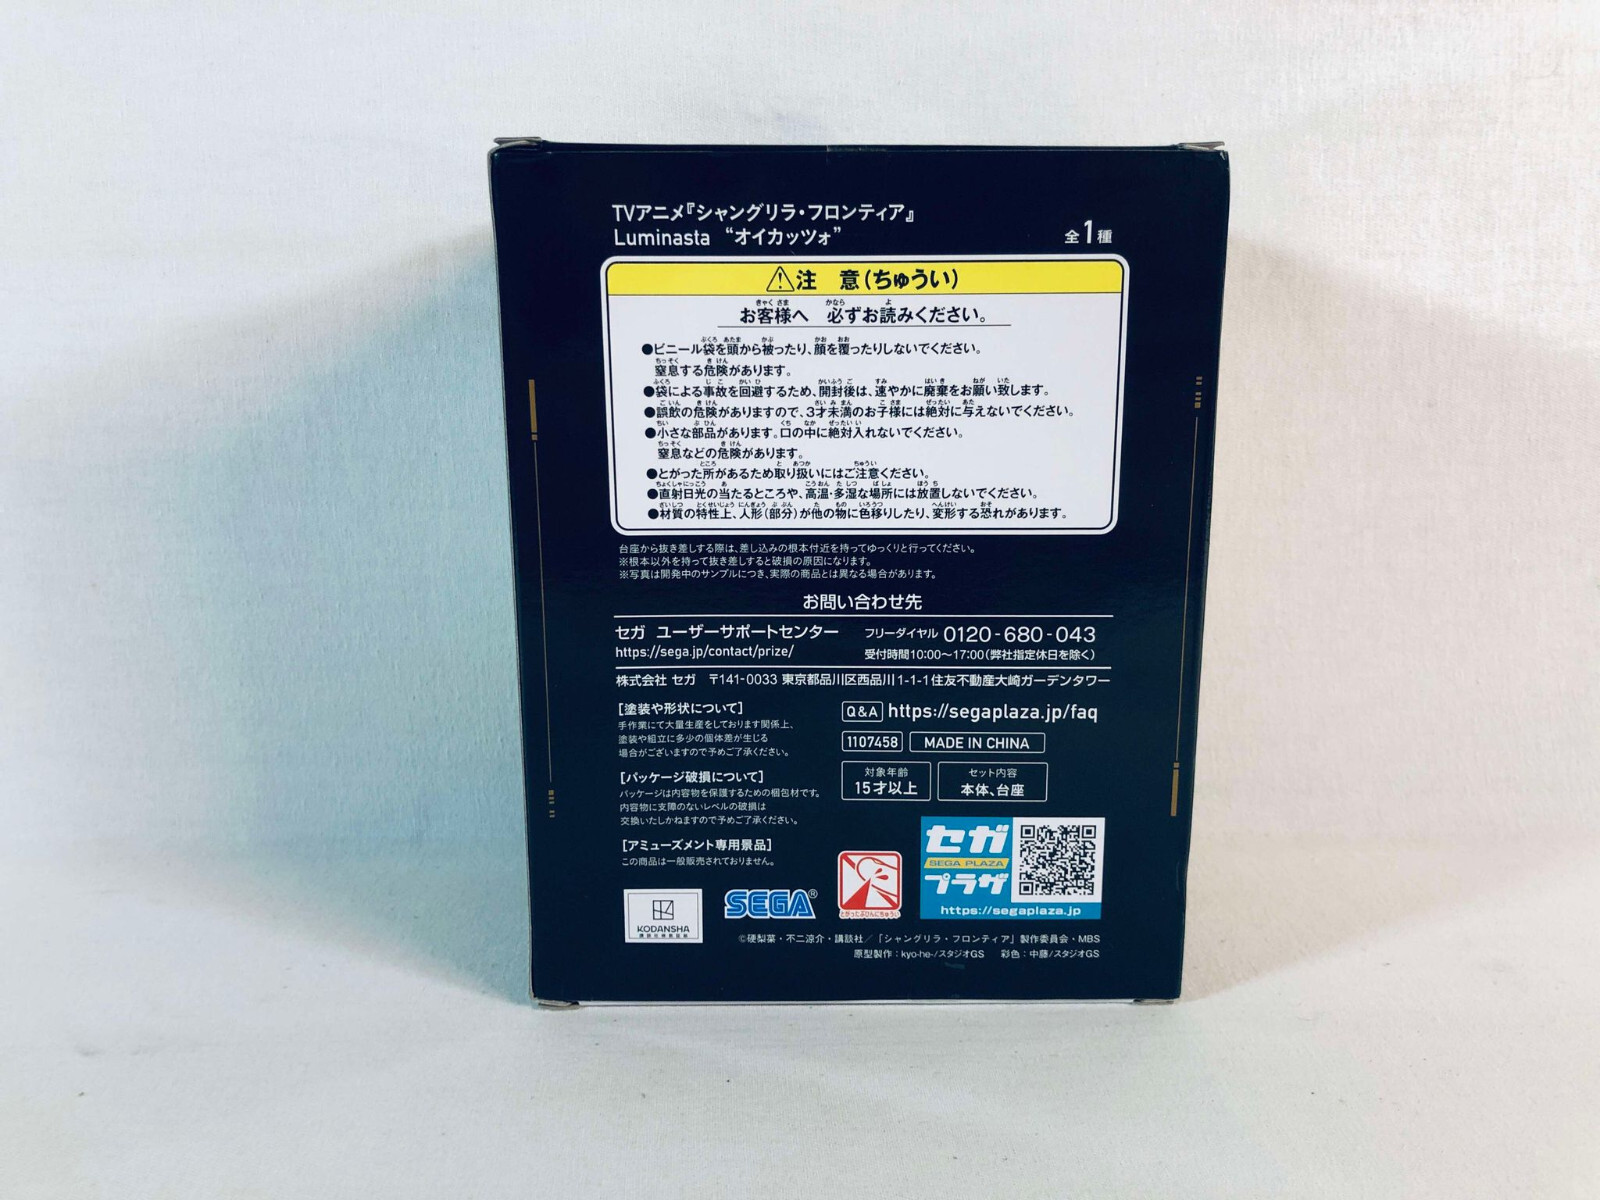 TVアニメ『シャングリラ・フロンティア』
Luminasta “オイカッツォ”
全1種
注 意(ちゅうい)
お客様へ 必ずお読みください。
●ビニール袋を頭から被ったり、顔を覆ったりしないでください。
窒息する危険があります。
●袋による事故を回避するため、開封後は、速やかに廃棄をお願い致します。
●誤飲の危険がありますので、3才未満のお子様には絶対に与えないでください。
●小さな部品があります。口の中に絶対入れないでください。
窒息などの危険があります。
●とがった所があるため取り扱いにはご注意ください。
●直射日光の当たるところや、高温・多湿な場所には放置しないでください。
●材質の特性上、人形(部分)が他の物に色移りしたり、変形する恐れがあります。
台座から抜き差しする際は、差し込みの根本付近を持ってゆっくりと行ってください。
※根本以外を持って抜き差しすると破損の原因になります。
※写真は開発中のサンプルにつき、実際の商品とは異なる場合があります。
お問い合わせ先
セガ ユーザーサポートセンター
https://sega.jp/contact/prize/
フリーダイヤル 0120-680-043
受付時間10:00～17:00(弊社指定休日を除く)
株式会社 セガ 〒141-0033 東京都品川区西品川1-1-1住友不動産大崎ガーデンタワー
[塗装や形状について]
手作業にて大量生産をしております関係上、
塗装や組立に多少の個体差が生じる
場合がございますので予めご了承ください。
[パッケージ破損について]
パッケージは内容物を保護するための梱包材です。
内容物に支障のないレベルの破損は
交換いたしかねますので予めご了承ください。
[アミューズメント専用景品]
この商品は一般販売されておりません。
Q&A https://segaplaza.jp/faq
1107458 MADE IN CHINA
対象年齢
15才以上
セット内容
本体、台座
セガ
SEGA PLAZA
プラザ
https://segaplaza.jp
とがったぶひんにちゅうい
SEGA®
KODANSHA
©硬梨菜・不二涼介・講談社/「シャングリラ・フロンティア」製作委員会・MBS
原型製作：kyo-he-/スタジオGS 彩色：中藤/スタジオGS